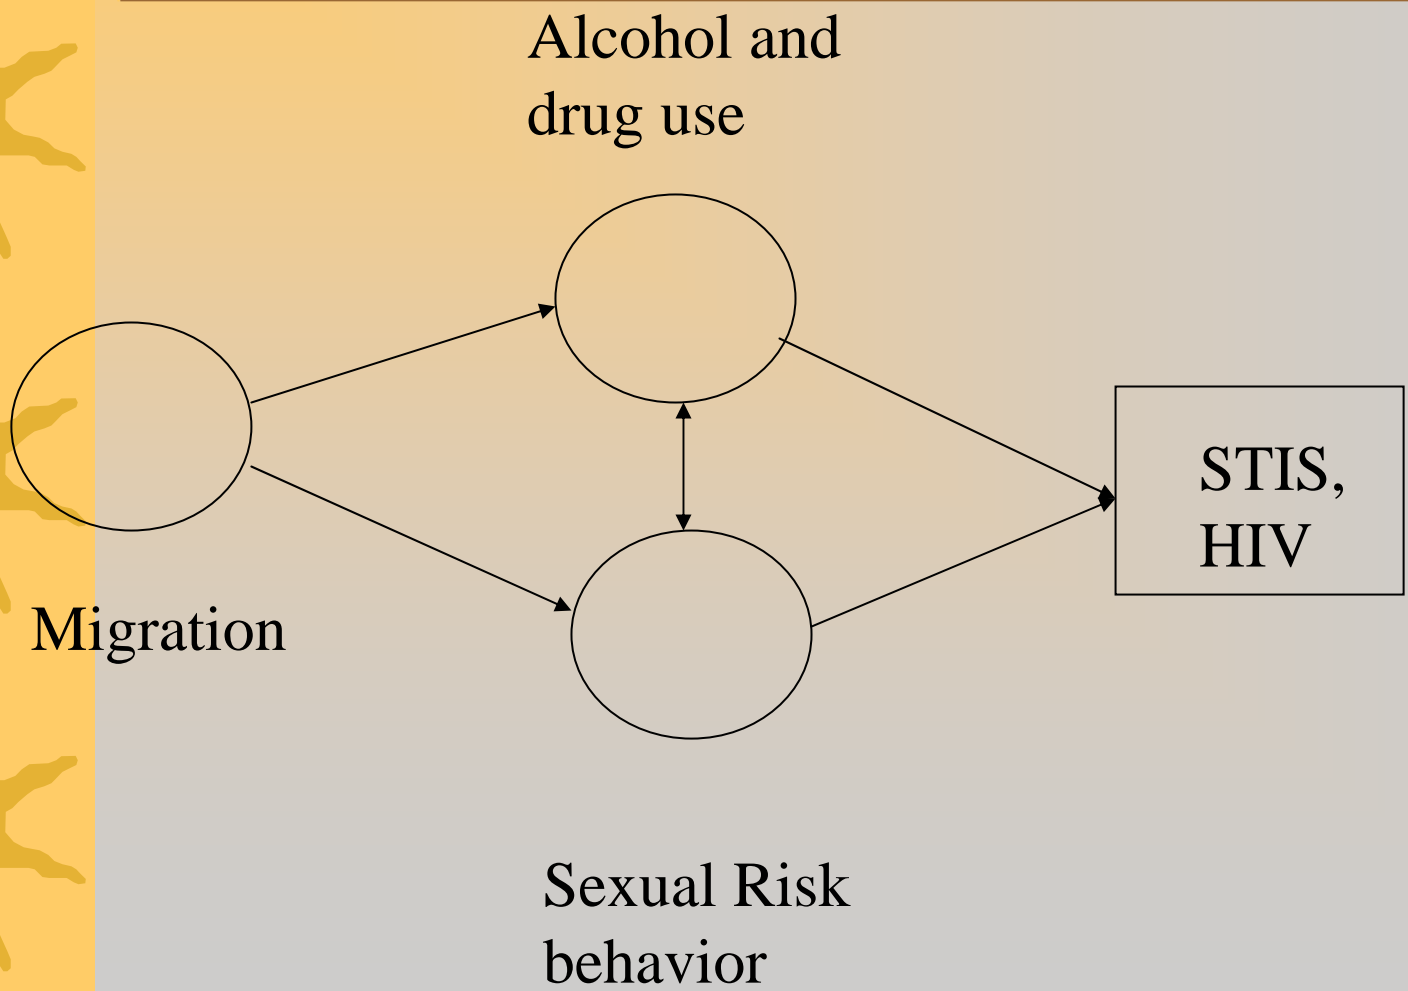 Alcohol and
drug use
STIS,
HIV
Migration
Sexual Risk
behavior